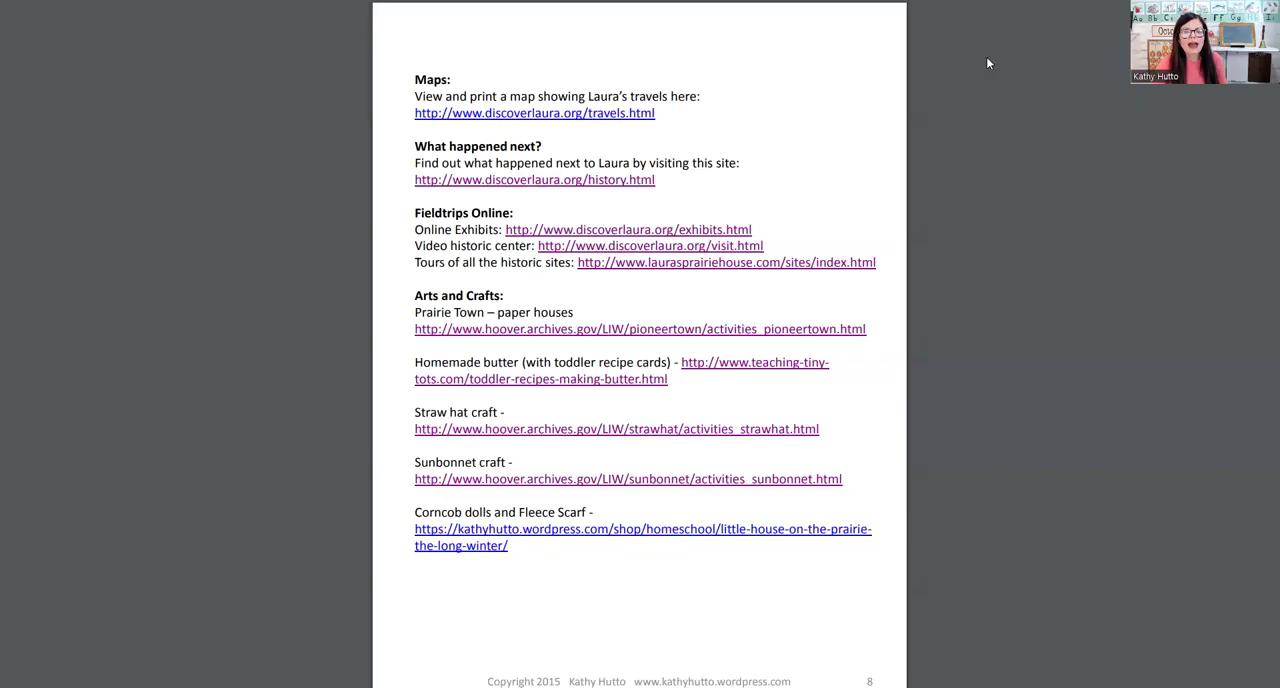 Maps:
View and print a map showing Laura's travels here:
http://www.discoverlaura.org/travels.html
What happened next?
Find out what happened next to Laura by visiting this site:
http://www.discoverlaura.org/history.html
Fieldtrips Online:
Online Exhibits: http://www.discoverlaura.org/exhibits.html
Video historic center: http://www.discoverlaura.org/visit.html
Tours of all the historic sites: http://www.laurasprairiehouse.com/sites/index.html
Arts and Crafts:
Prairie Town – paper houses
http://www.hoover.archives.gov/LIW/pioneertown/activities_pioneertown.html
Homemade butter (with toddler recipe cards) - http://www.teaching-tiny-
tots.com/toddler-recipes-making-butter.html
Straw hat craft -
http://www.hoover.archives.gov/LIW/strawhat/activities_strawhat.html
Sunbonnet craft -
http://www.hoover.archives.gov/LIW/sunbonnet/activities_sunbonnet.html
Corncob dolls and Fleece Scarf -
https://kathyhutto.wordpress.com/shop/homeschool/little-house-on-the-prairie-
the-long-winter/
Copyright 2015 Kathy Hutto www.kathyhutto.wordpress.com 8
Aa Bb Cc Ff Gg Hh Ii
Kathy Hutto